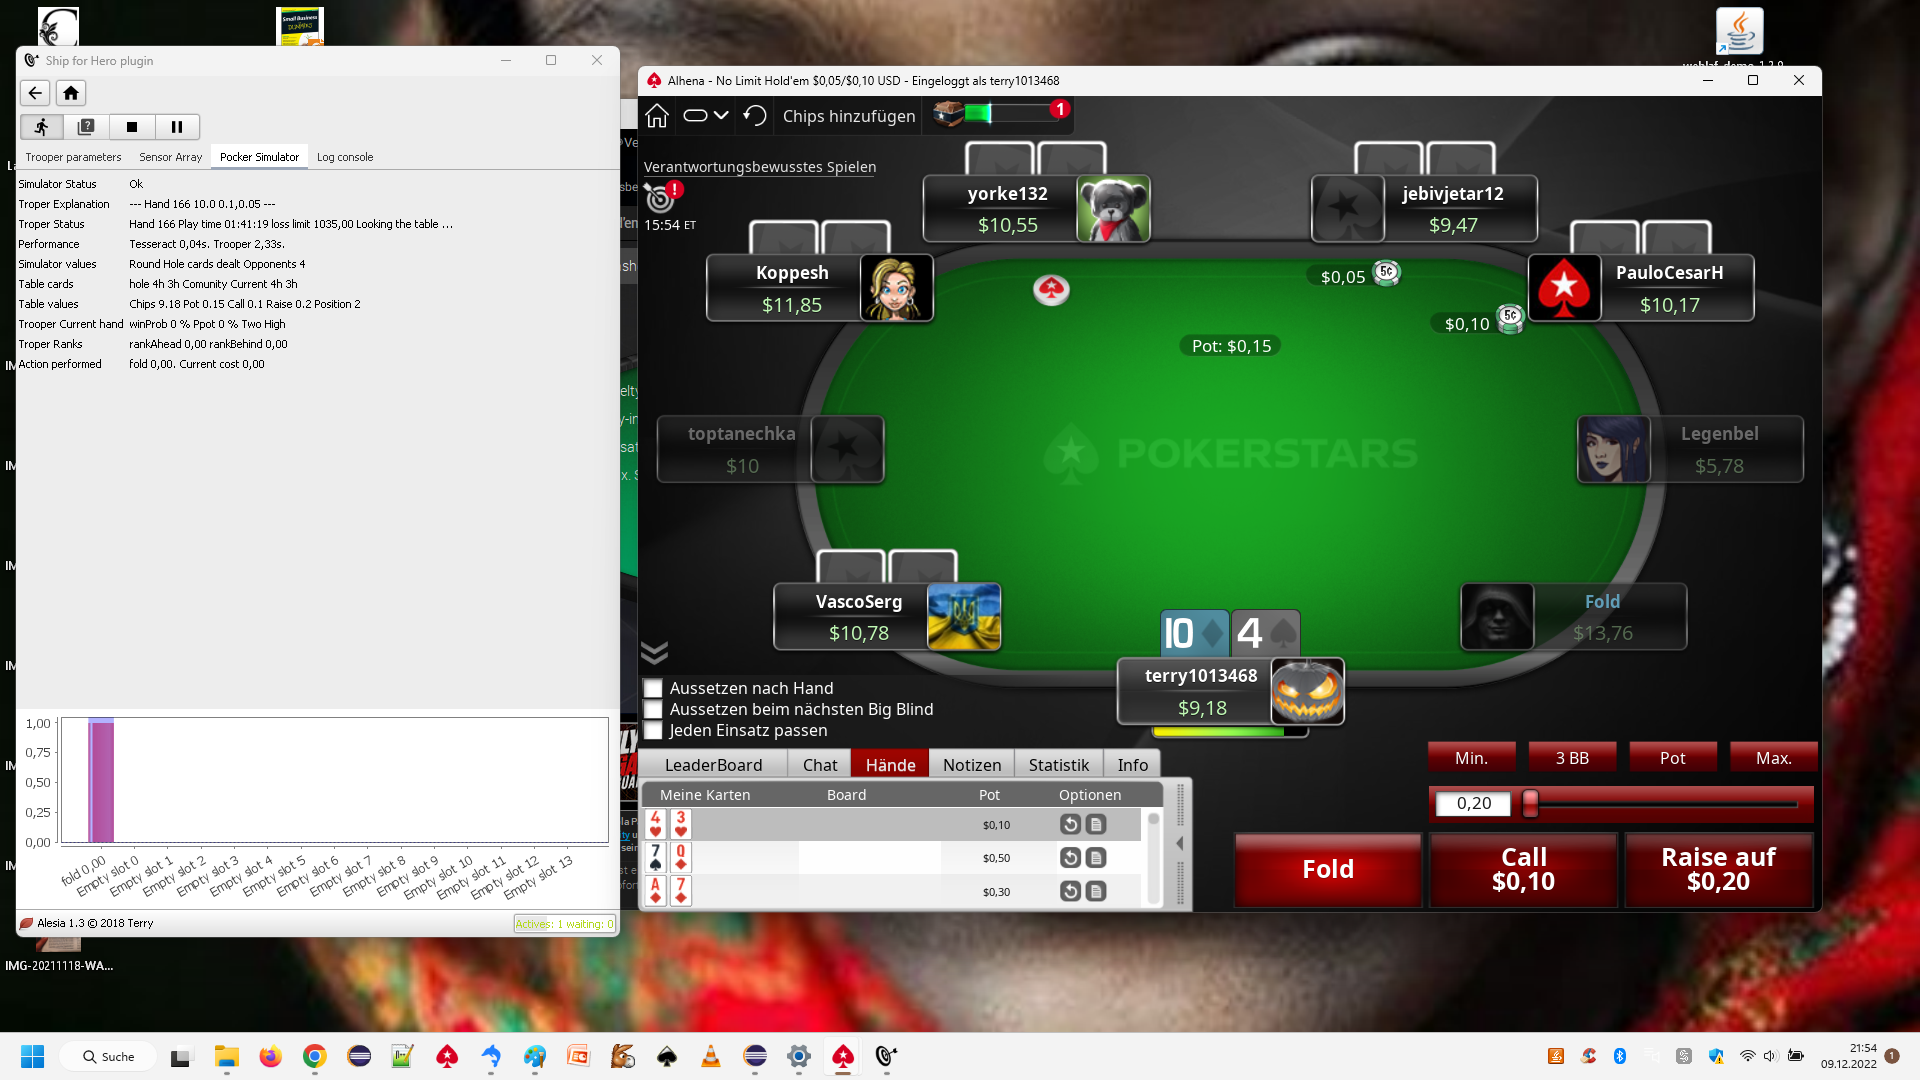 Small Business
DUMMIES
Ship for Hero plugin
Trooper parameters
Sensor Array
Pocker Simulator
Log console
Simulator Status Ok
Troper Explanation --- Hand 166 10.0 0.1,0.05 ---
Troper Status Hand 166 Play time 01:41:19 loss limit 1035,00 Looking the table ...
Performance Tesseract 0,04s. Trooper 2,33s.
Simulator values Round Hole cards dealt Opponents 4
Table cards hole 4h 3h Comunity Current 4h 3h
Table values Chips 9.18 Pot 0.15 Call 0.1 Raise 0.2 Position 2
Trooper Current hand winProb 0 % Ppot 0 % Two High
Troper Ranks rankAhead 0,00 rankBehind 0,00
Action performed fold 0,00. Current cost 0,00
1,00
0,75
0,50
0,25
0,00
fold 0,00
Empty slot 0
Empty slot 1
Empty slot 2
Empty slot 3
Empty slot 4
Empty slot 5
Empty slot 6
Empty slot 7
Empty slot 8
Empty slot 9
Empty slot 10
Empty slot 11
Empty slot 12
Empty slot 13
Alesia 1.3 © 2018 Terry
Actives: 1 waiting: 0
IMG-20211118-WA...
Alhena - No Limit Hold'em $0,05/$0,10 USD - Eingeloggt als terry1013468
Chips hinzufügen
1
Verantwortungsbewusstes Spielen
15:54 ET
yorke132
$10,55
jebivjetar12
$9,47
Koppesh
$11,85
PauloCesarH
$10,17
$0,05
5¢
$0,10
5¢
Pot: $0,15
toptanechka
$10
POKERSTARS
Legenbel
$5,78
VascoSerg
$10,78
10 4
Fold
$13,76
terry1013468
$9,18
Aussetzen nach Hand
Aussetzen beim nächsten Big Blind
Jeden Einsatz passen
LeaderBoard
Chat
Hände
Notizen
Statistik
Info
Meine Karten Board Pot Optionen
4 3 $0,10
7 Q $0,50
A 7 $0,30
Min.
3 BB
Pot
Max.
0,20
Fold
Call
$0,10
Raise auf
$0,20
Suche
21:54
09.12.2022
1